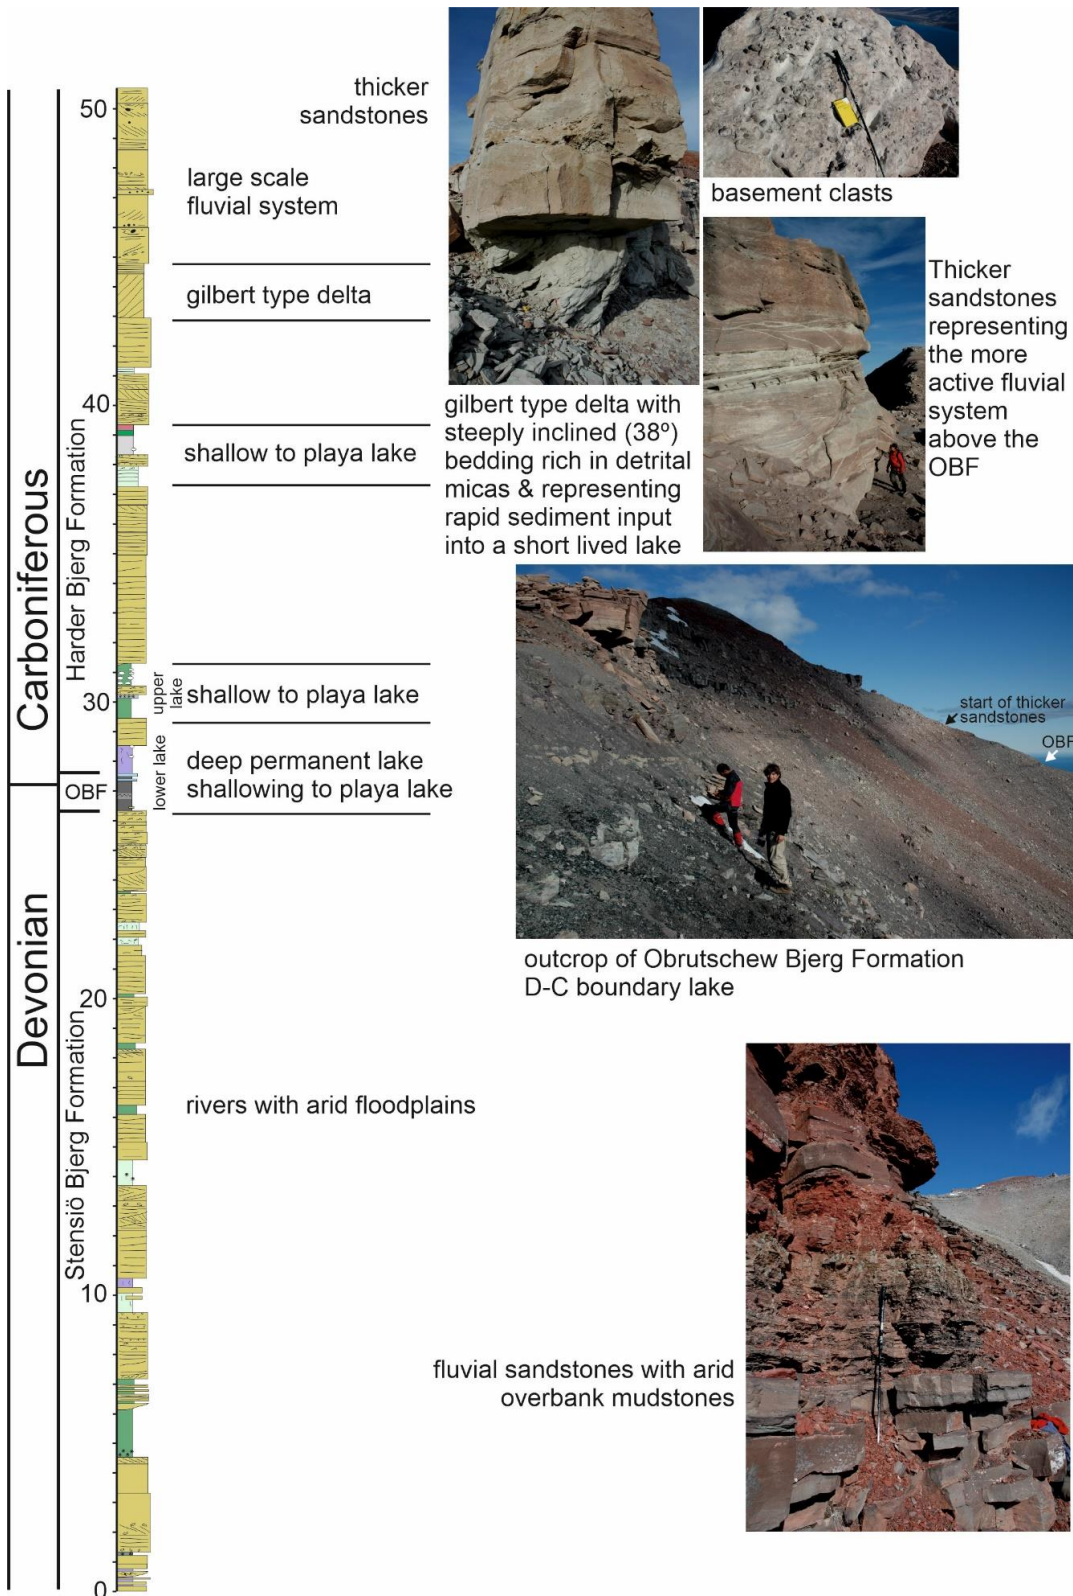 thicker
sandstones
50
large scale
fluvial system
gilbert type delta
40
shallow to playa lake
30
upper
lake
shallow to playa lake
lower lake
deep permanent lake
shallowing to playa lake
20
rivers with arid floodplains
10
0
Carboniferous
Devonian
Harder Bjerg Formation
OBF
Stensiö Bjerg Formation
basement clasts
gilbert type delta with
steeply inclined (38º)
bedding rich in detrital
micas & representing
rapid sediment input
into a short lived lake
Thicker
sandstones
representing
the more
active fluvial
system
above the
OBF
start of thicker
sandstones
OBF
outcrop of Obrutschew Bjerg Formation
D-C boundary lake
fluvial sandstones with arid
overbank mudstones